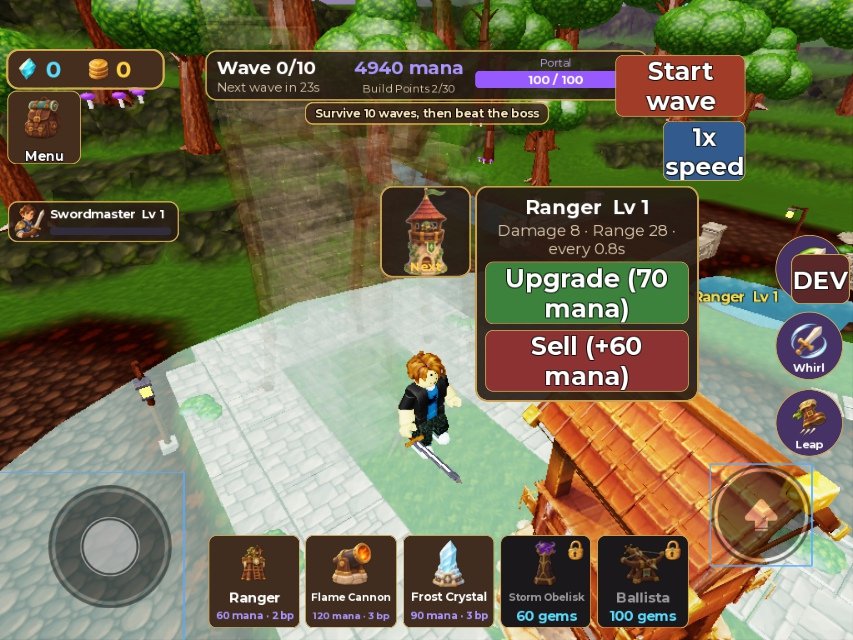 0 0
Wave 0/10
4940 mana
Portal
Next wave in 23s
Build Points 2/30
100 / 100
Start
wave
Survive 10 waves, then beat the boss
1x
speed
Menu
Swordmaster Lv 1
Next
Ranger Lv 1
Damage 8 · Range 28 ·
every 0.8s
Upgrade (70
mana)
Sell (+60
mana)
Ranger Lv 1
DEV
Whirl
Leap
Ranger
60 mana · 2 bp
Flame Cannon
120 mana · 3 bp
Frost Crystal
90 mana · 3 bp
Storm Obelisk
60 gems
Ballista
100 gems